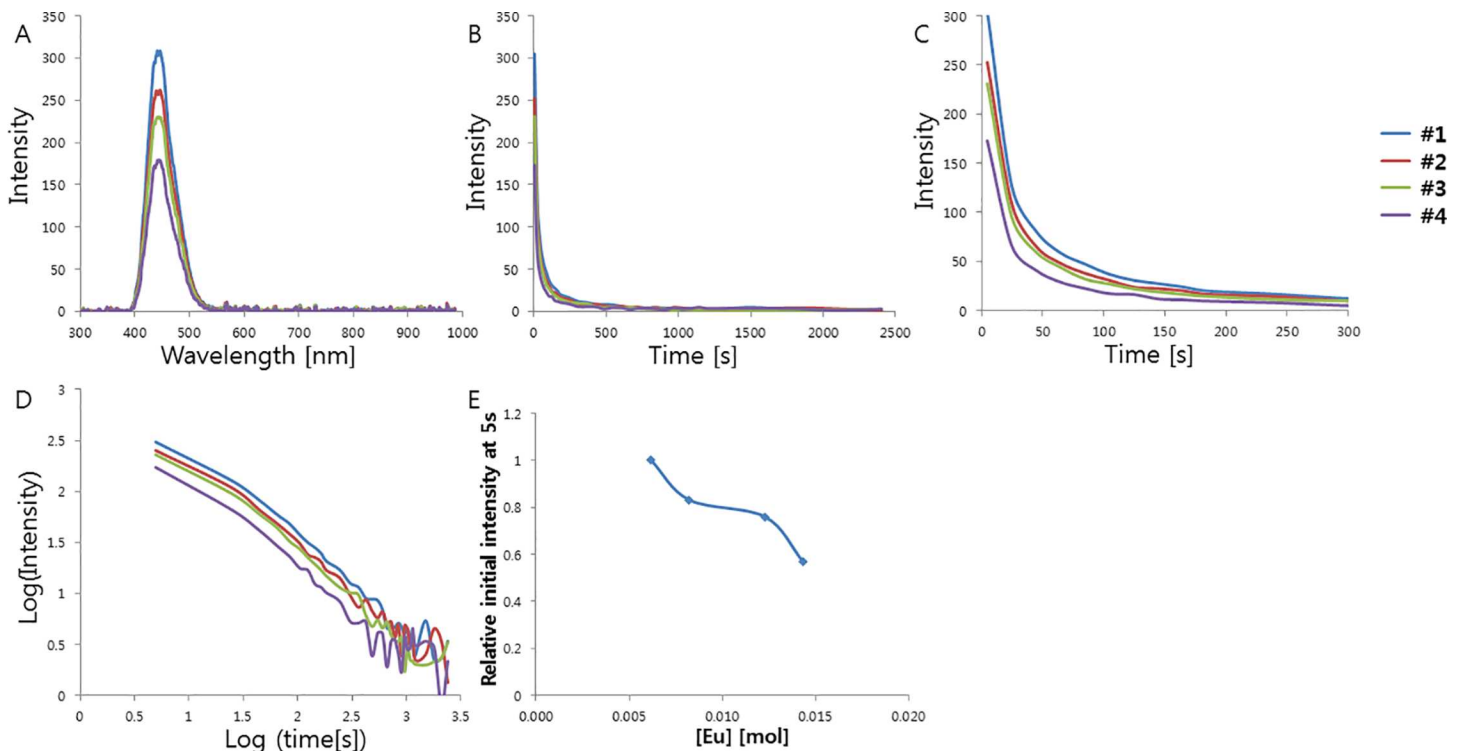 A
350
300
250
200
150
100
50
0
Intensity
300 400 500 600 700 800 900 1000
Wavelength [nm]
B
350
300
250
200
150
100
50
0
Intensity
0 500 1000 1500 2000 2500
Time [s]
C
300
250
200
150
100
50
0
Intensity
0 50 100 150 200 250 300
Time [s]
#1
#2
#3
#4
D
3
2.5
2
1.5
1
0.5
0
Log(Intensity)
0 0.5 1 1.5 2 2.5 3 3.5
Log (time[s])
E
1.2
1
0.8
0.6
0.4
0.2
0
Relative initial intensity at 5s
0.000 0.005 0.010 0.015 0.020
[Eu] [mol]